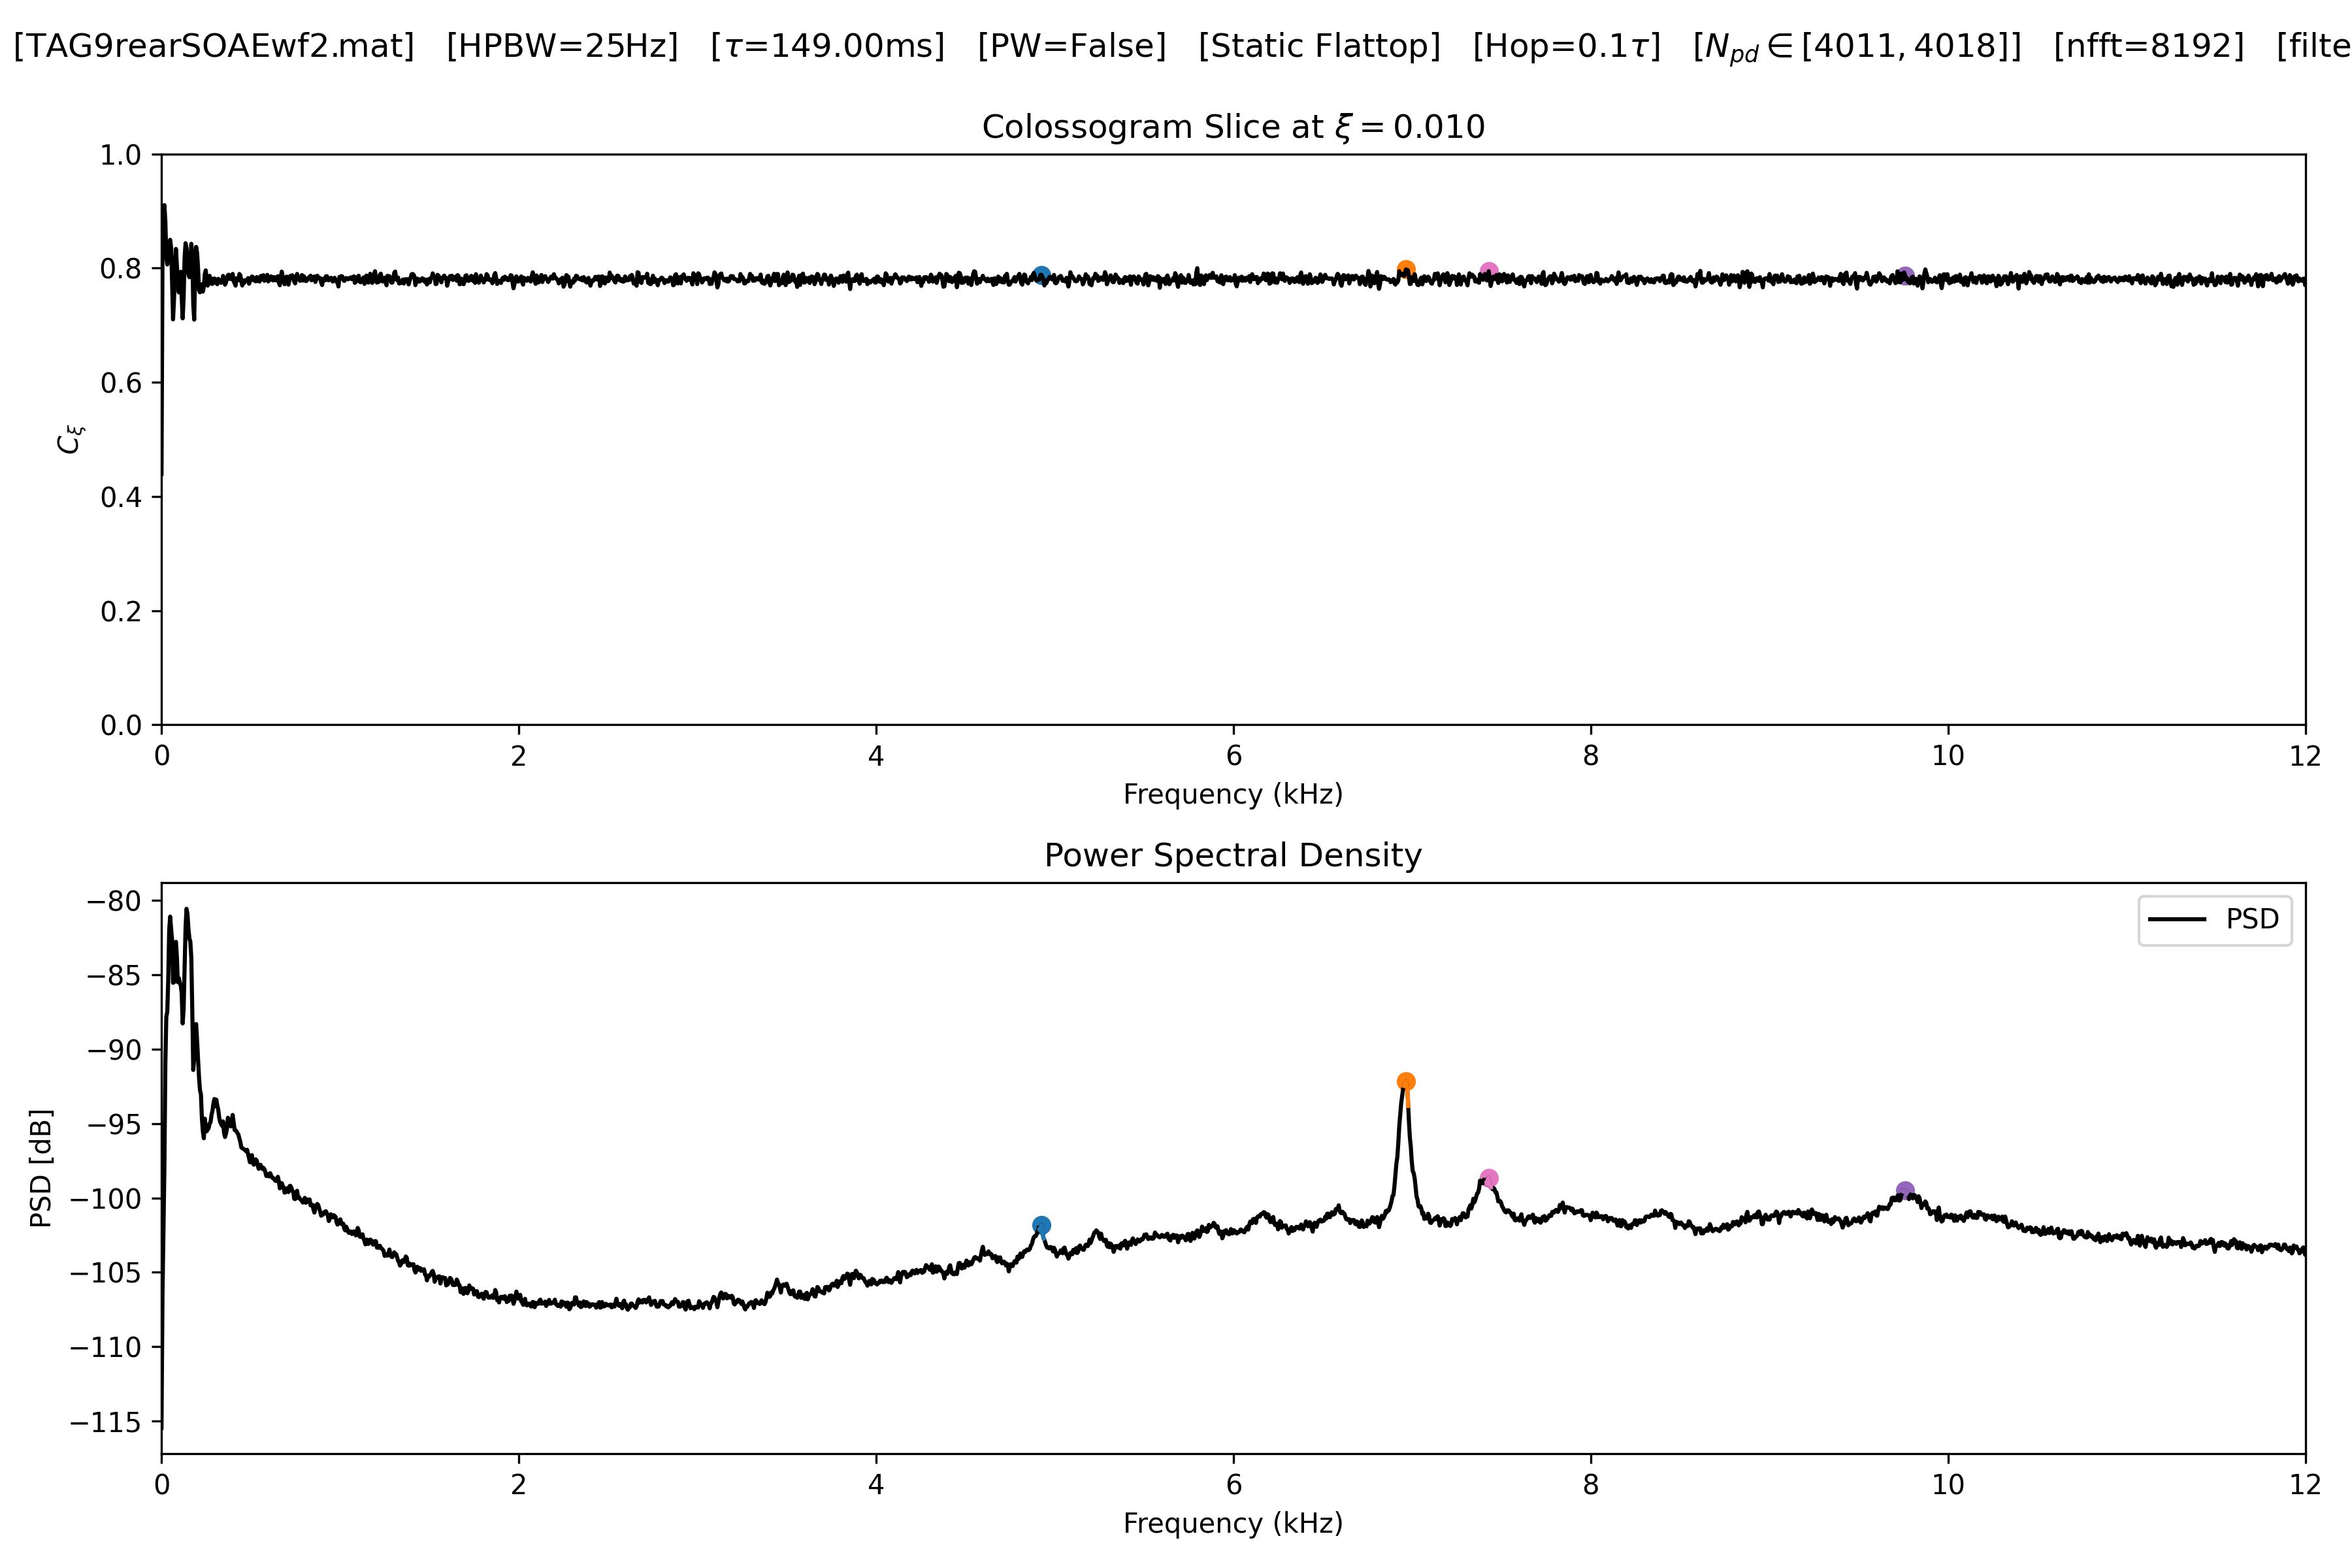 [TAG9rearSOAEwf2.mat] [HPBW=25Hz] [τ=149.00ms] [PW=False] [Static Flattop] [Hop=0.1τ] [N_pd ∈ [4011, 4018]] [nfft=8192] [filte
Colossogram Slice at ξ = 0.010
1.0
0.8
0.6
0.4
0.2
0.0
C_ξ
0 2 4 6 8 10 12
Frequency (kHz)
Power Spectral Density
−80
−85
−90
−95
−100
−105
−110
−115
PSD [dB]
PSD
0 2 4 6 8 10 12
Frequency (kHz)